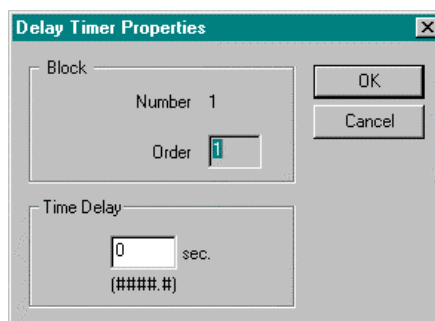 Delay Timer Properties
Block
Number 1
Order 1
OK
Cancel
Time Delay
0 sec.
(####.#)